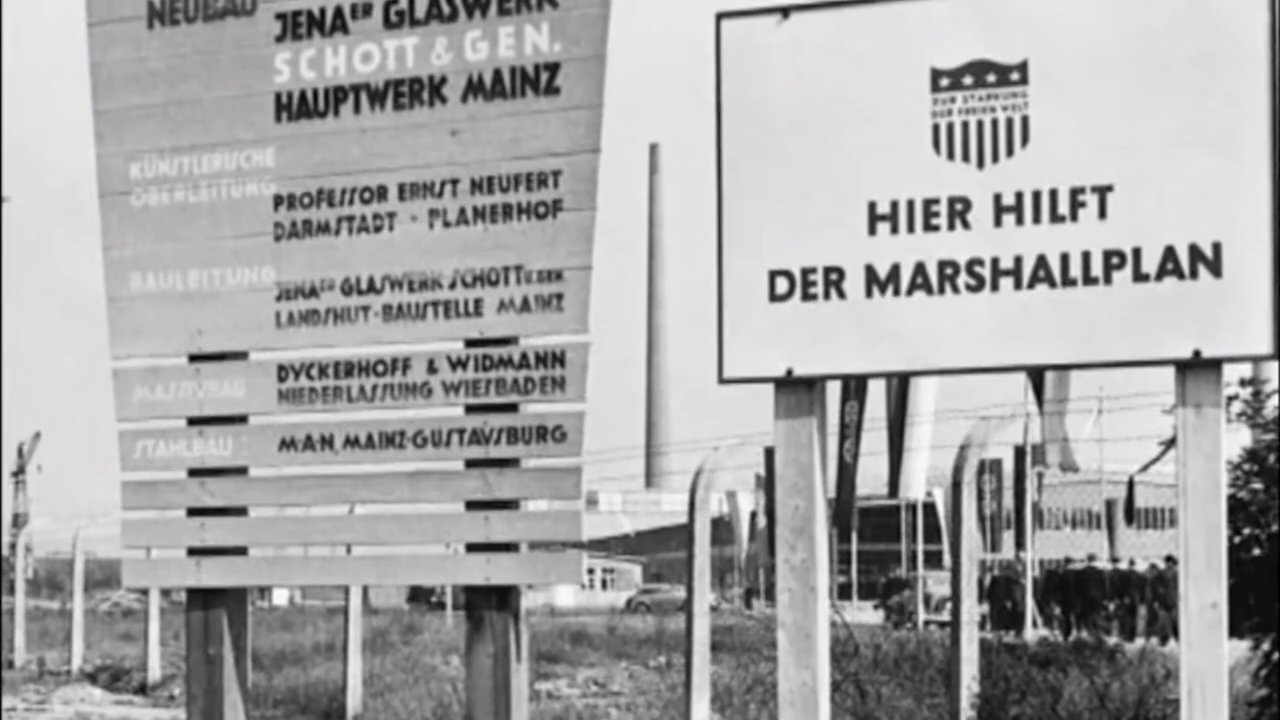 NEUBAU
JENAER GLASWERK
SCHOTT & GEN.
HAUPTWERK MAINZ
KÜNSTLERISCHE
OBERLEITUNG
PROFESSOR ERNST NEUFERT
DARMSTADT · PLANERHOF
BAULEITUNG
JENAER GLASWERK SCHOTT U. GEN
LANDSHUT-BAUSTELLE MAINZ
MASSIVBAU
DYCKERHOFF & WIDMANN
NIEDERLASSUNG WIESBADEN
STAHLBAU :
M·A·N, MAINZ-GUSTAVSBURG
ZUR STÄRKUNG
DER FREIEN WELT
HIER HILFT
DER MARSHALLPLAN